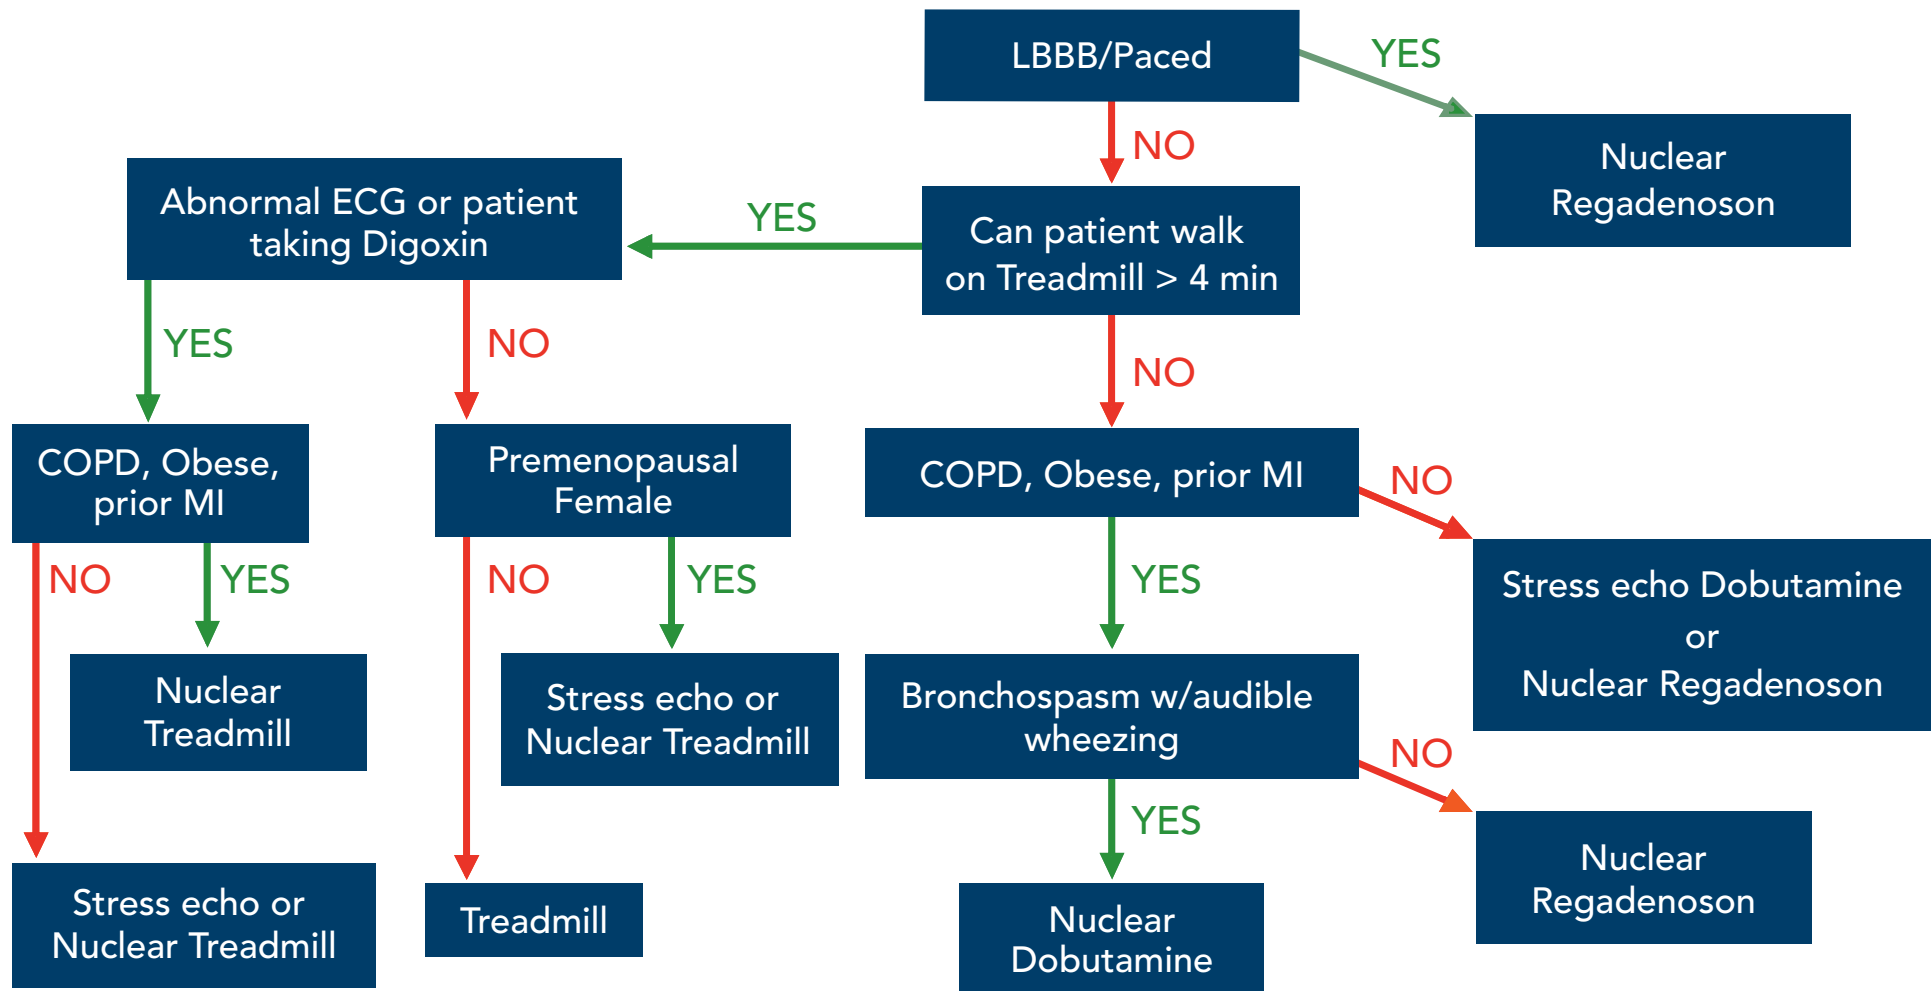 LBBB/Paced
YES
Nuclear
Regadenoson
NO
Can patient walk
on Treadmill > 4 min
YES
Abnormal ECG or patient
taking Digoxin
YES
NO
COPD, Obese,
prior MI
NO
YES
Nuclear
Treadmill
Stress echo or
Nuclear Treadmill
Premenopausal
Female
NO
YES
Stress echo or
Nuclear Treadmill
Treadmill
NO
COPD, Obese, prior MI
NO
Stress echo Dobutamine
or
Nuclear Regadenoson
YES
Bronchospasm w/audible
wheezing
NO
Nuclear
Regadenoson
YES
Nuclear
Dobutamine